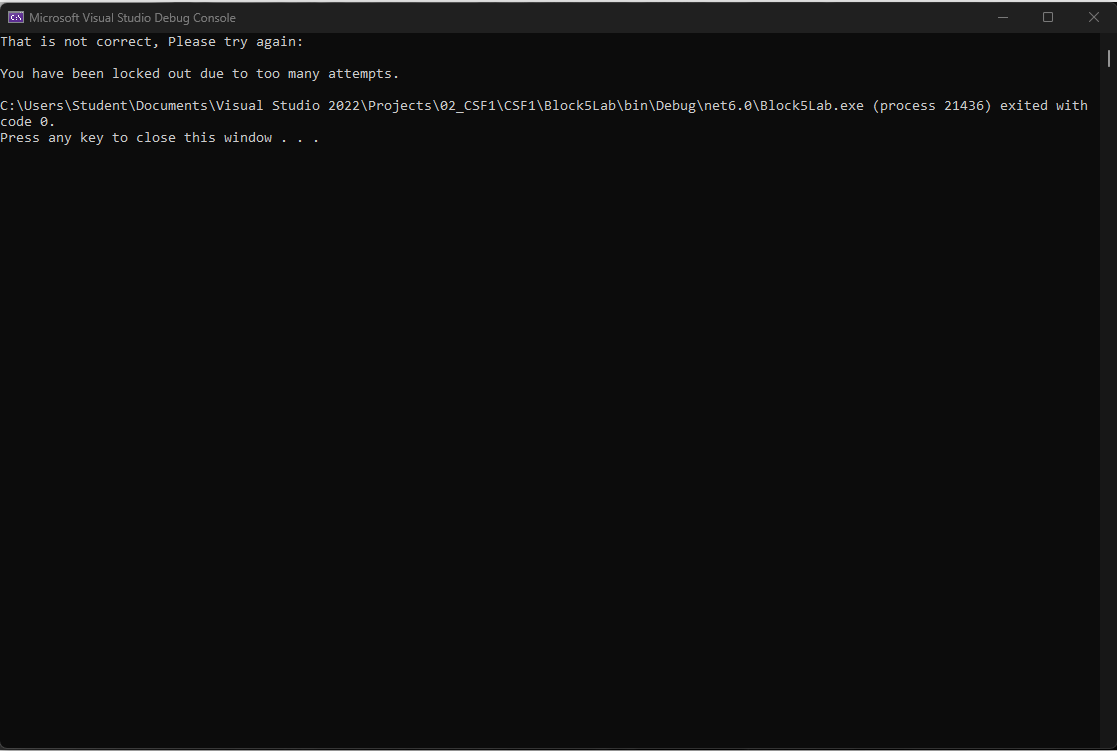 Microsoft Visual Studio Debug Console
That is not correct, Please try again:
You have been locked out due to too many attempts.
C:\Users\Student\Documents\Visual Studio 2022\Projects\02_CSF1\CSF1\Block5Lab\bin\Debug\net6.0\Block5Lab.exe (process 21436) exited with
code 0.
Press any key to close this window . . .